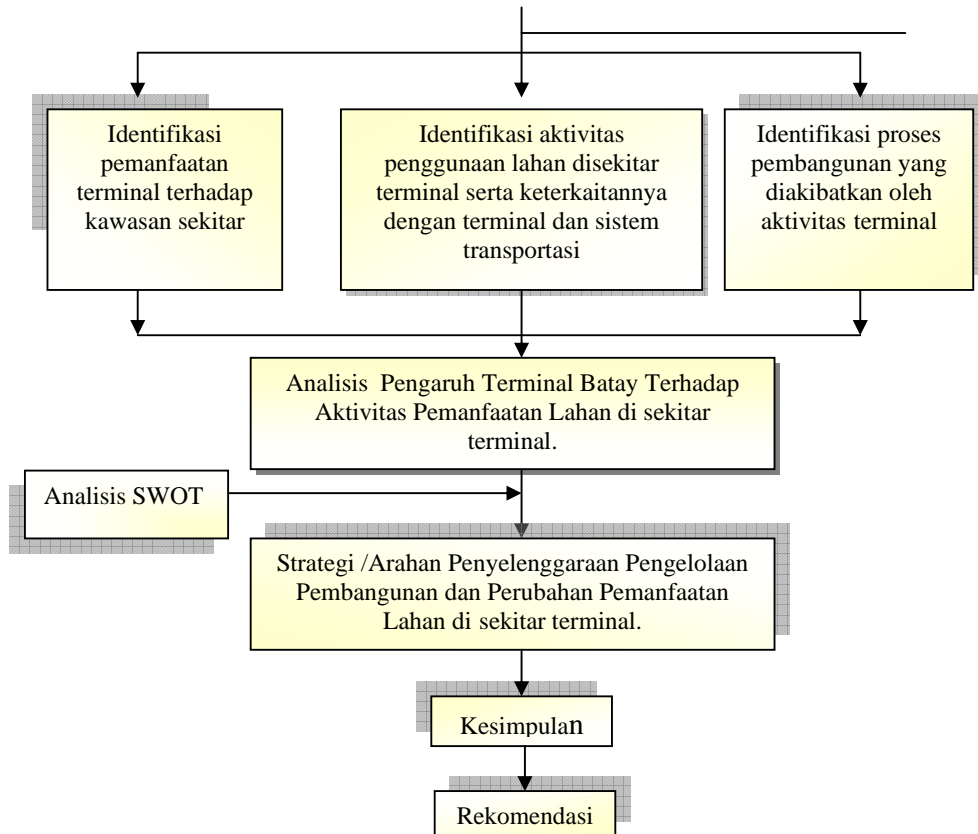 Identifikasi
pemanfaatan
terminal terhadap
kawasan sekitar
Identifikasi aktivitas
penggunaan lahan disekitar
terminal serta keterkaitannya
dengan terminal dan sistem
transportasi
Identifikasi proses
pembangunan yang
diakibatkan oleh
aktivitas terminal
Analisis Pengaruh Terminal Batay Terhadap
Aktivitas Pemanfaatan Lahan di sekitar
terminal.
Analisis SWOT
Strategi /Arahan Penyelenggaraan Pengelolaan
Pembangunan dan Perubahan Pemanfaatan
Lahan di sekitar terminal.
Kesimpulan
Rekomendasi